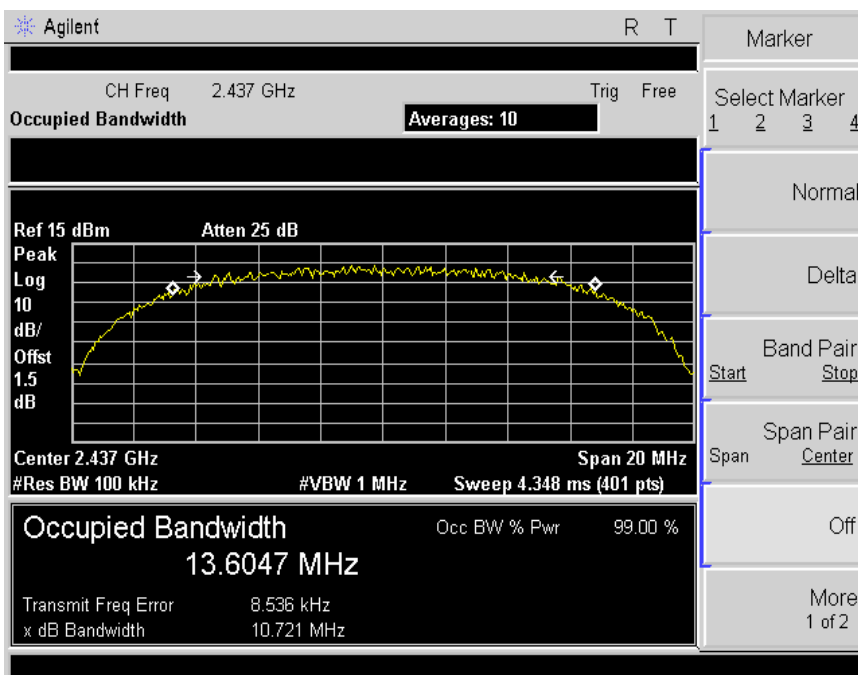 Agilent R T
CH Freq 2.437 GHz Trig Free
Occupied Bandwidth Averages: 10
Ref 15 dBm Atten 25 dB
Peak
Log
10
dB/
Offst
1.5
dB
Center 2.437 GHz Span 20 MHz
#Res BW 100 kHz #VBW 1 MHz Sweep 4.348 ms (401 pts)
Occupied Bandwidth Occ BW % Pwr 99.00 %
13.6047 MHz
Transmit Freq Error 8.536 kHz
x dB Bandwidth 10.721 MHz
Marker
Select Marker
1 2 3 4
Normal
Delta
Band Pair
Start Stop
Span Pair
Span Center
Off
More
1 of 2